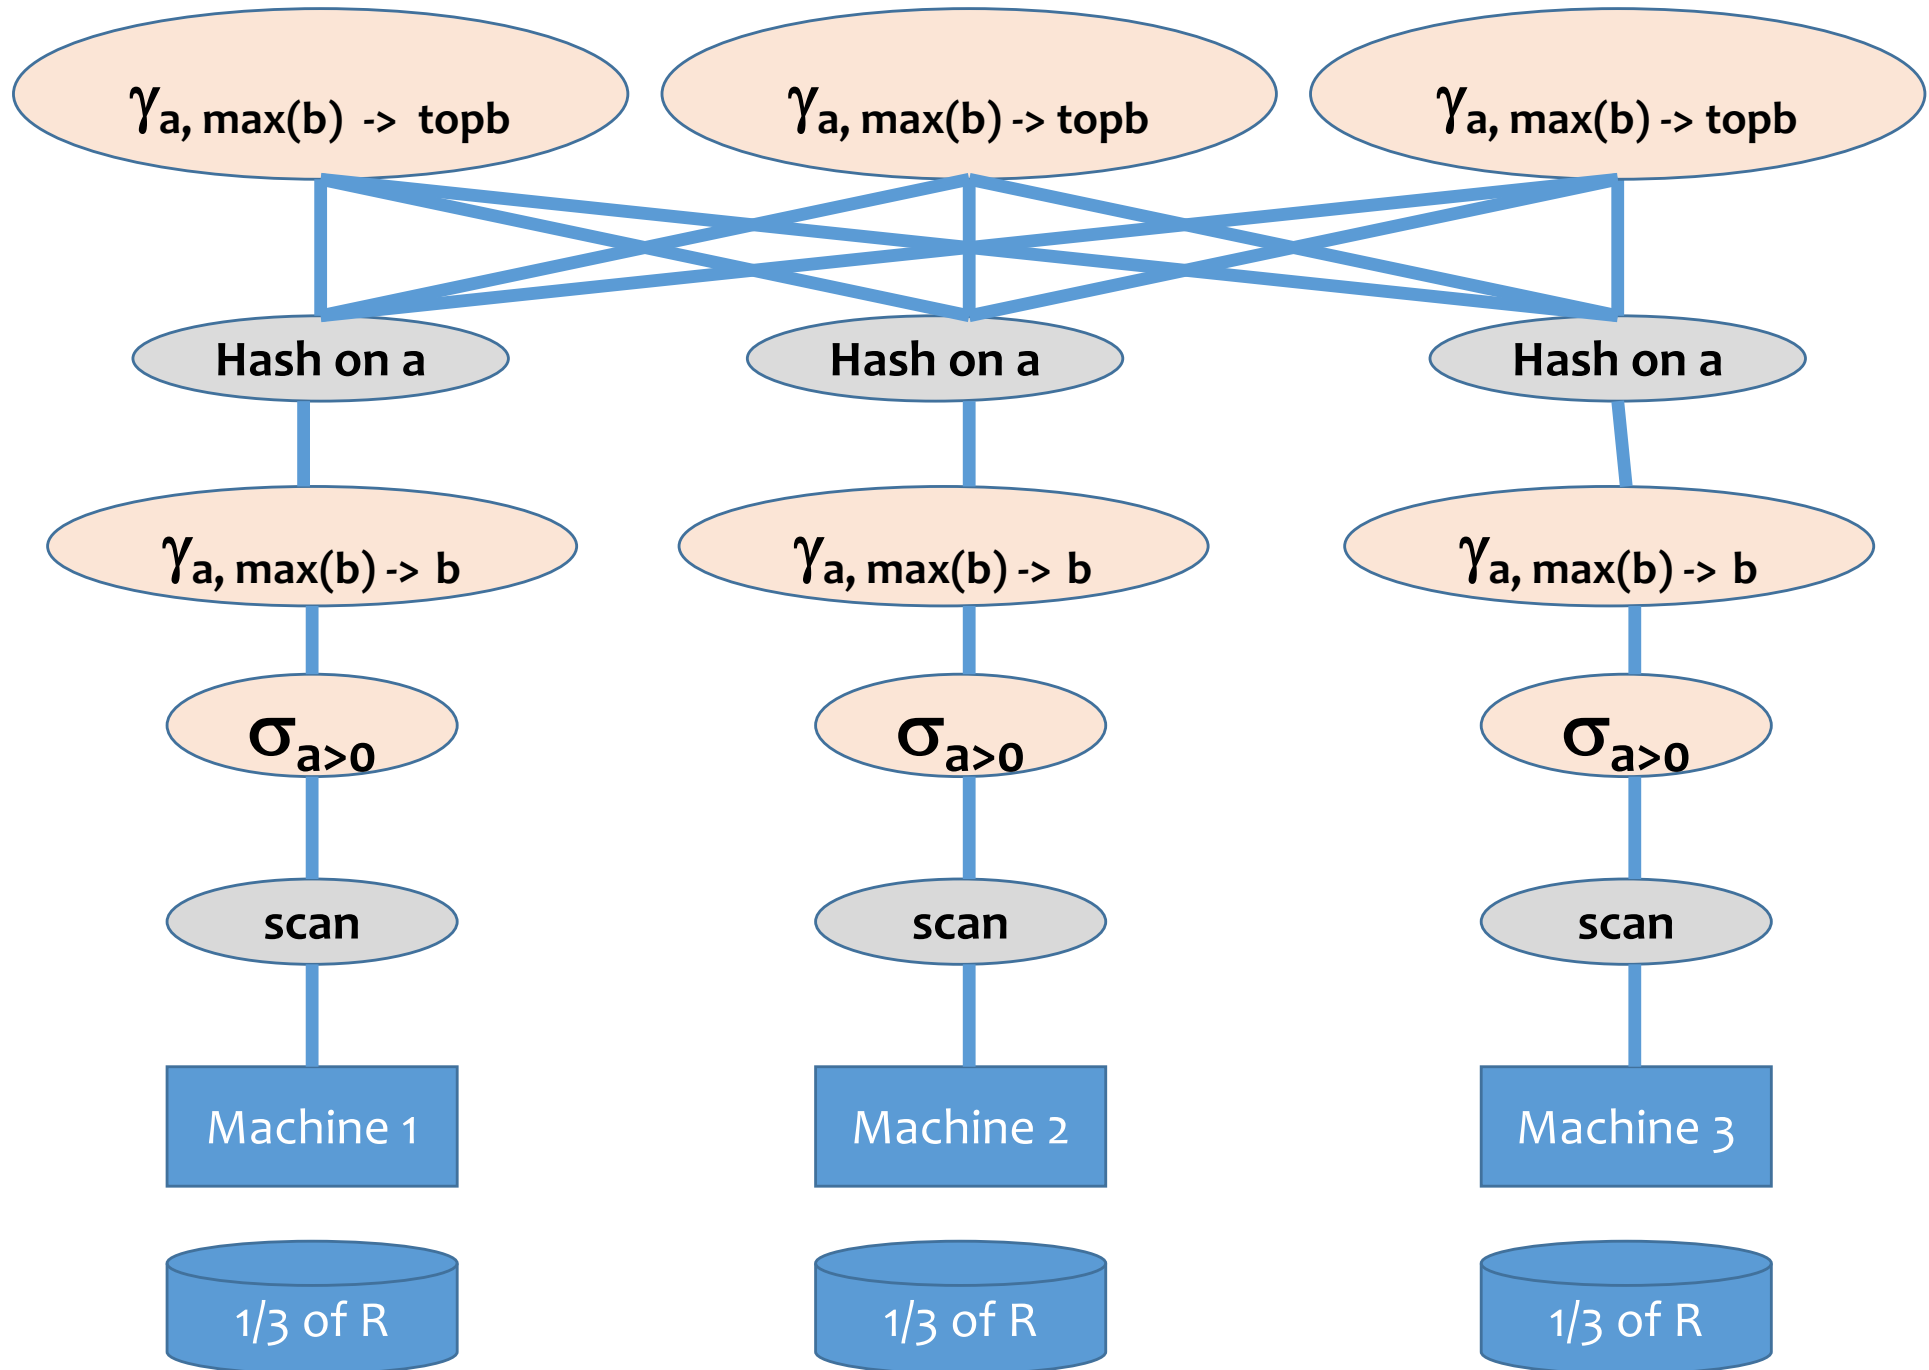 γa, max(b) -> topb
γa, max(b) -> topb
γa, max(b) -> topb
Hash on a
Hash on a
Hash on a
γa, max(b) -> b
γa, max(b) -> b
γa, max(b) -> b
σa>0
σa>0
σa>0
scan
scan
scan
Machine 1
Machine 2
Machine 3
1/3 of R
1/3 of R
1/3 of R